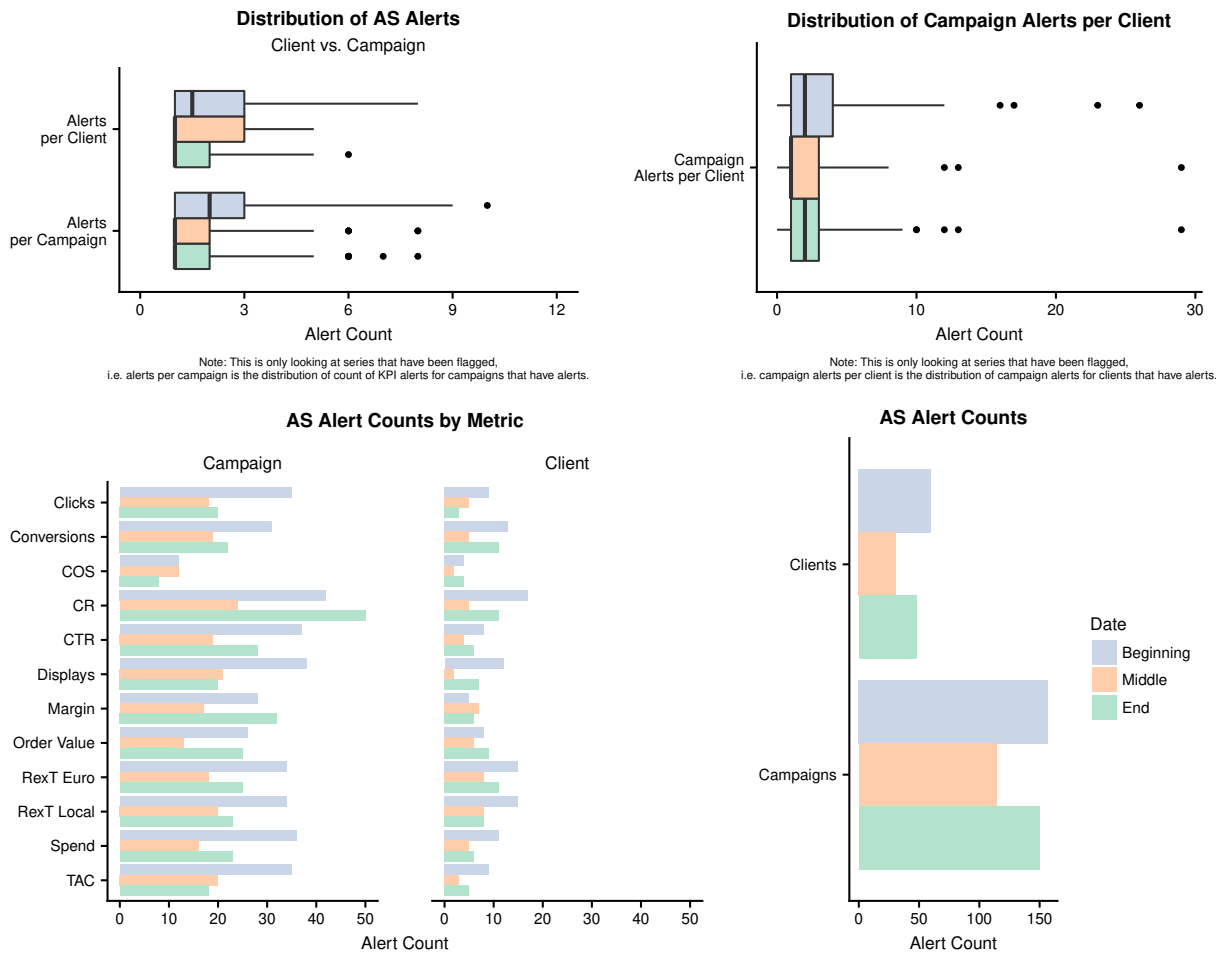 Distribution of AS Alerts
Client vs. Campaign
Alerts
per Client
Alerts
per Campaign
0 3 6 9 12
Alert Count
Note: This is only looking at series that have been flagged,
i.e. alerts per campaign is the distribution of count of KPI alerts for campaigns that have alerts.
Distribution of Campaign Alerts per Client
Campaign
Alerts per Client
0 10 20 30
Alert Count
Note: This is only looking at series that have been flagged,
i.e. campaign alerts per client is the distribution of campaign alerts for clients that have alerts.
AS Alert Counts by Metric
Campaign Client
Clicks
Conversions
COS
CR
CTR
Displays
Margin
Order Value
RexT Euro
RexT Local
Spend
TAC
0 10 20 30 40 50 0 10 20 30 40 50
Alert Count
AS Alert Counts
Clients
Campaigns
0 50 100 150
Alert Count
Date
Beginning
Middle
End